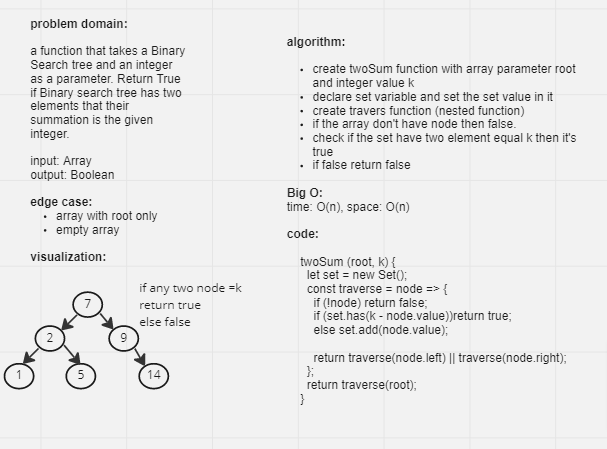 problem domain:
a function that takes a Binary
Search tree and an integer
as a parameter. Return True
if Binary search tree has two
elements that their
summation is the given
integer.
input: Array
output: Boolean
edge case:
• array with root only
• empty array
visualization:
if any two node =k
return true
else false
7
2
9
1
5
14
algorithm:
• create twoSum function with array parameter root
and integer value k
• declare set variable and set the set value in it
• create travers function (nested function)
• if the array don't have node then false.
• check if the set have two element equal k then it's
true
• if false return false
Big O:
time: O(n), space: O(n)
code:
twoSum (root, k) {
let set = new Set();
const traverse = node => {
if (!node) return false;
if (set.has(k - node.value))return true;
else set.add(node.value);
return traverse(node.left) || traverse(node.right);
};
return traverse(root);
}